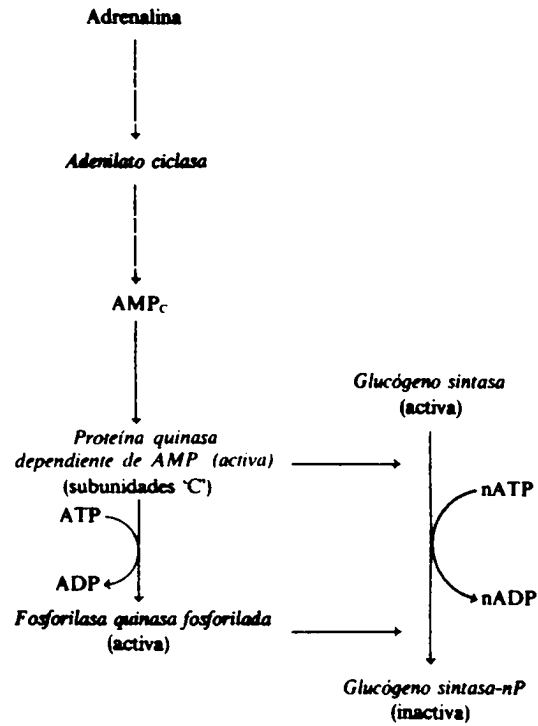 Adrenalina
Adenilato ciclasa
AMPc
Glucógeno sintasa
(activa)
Proteína quinasa
dependiente de AMP (activa)
(subunidades 'C')
ATP
nATP
ADP
nADP
Fosforilasa quinasa fosforilada
(activa)
Glucógeno sintasa-nP
(inactiva)